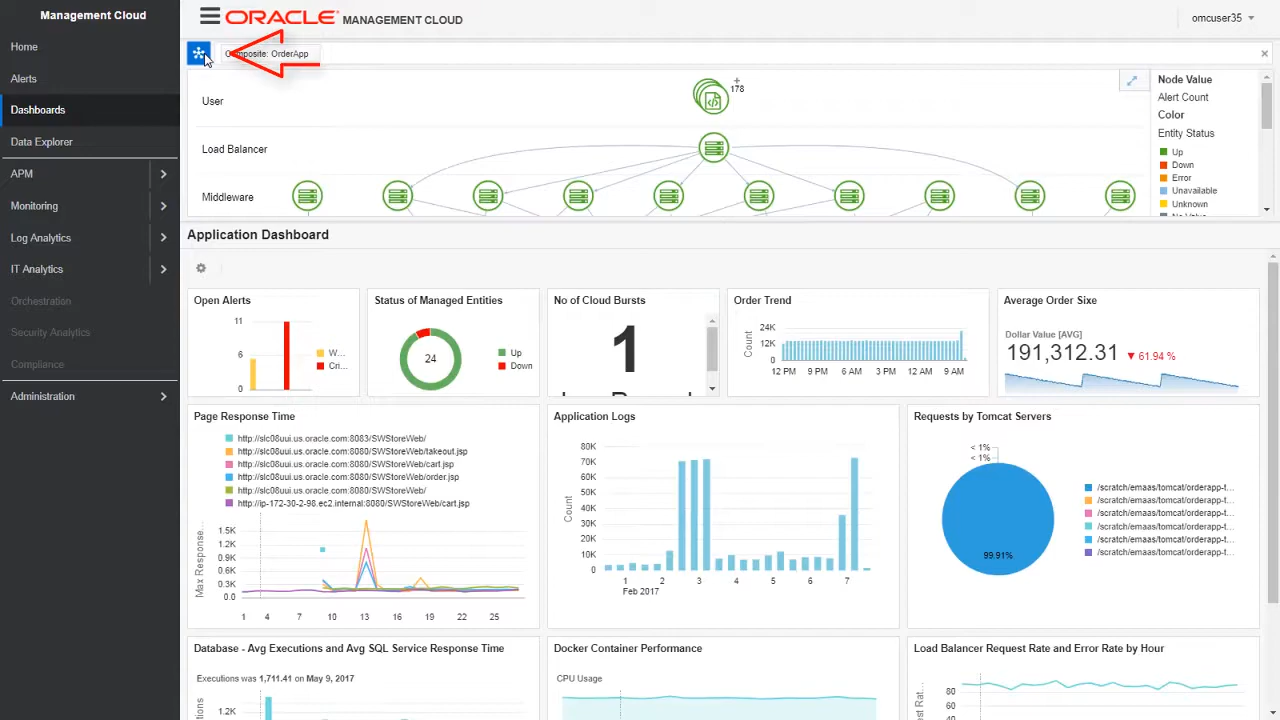 Management Cloud
Home
Alerts
Dashboards
Data Explorer
APM
Monitoring
Log Analytics
IT Analytics
Orchestration
Security Analytics
Compliance
Administration
ORACLE MANAGEMENT CLOUD
omcuser35
Composite: OrderApp
User
Load Balancer
Middleware
178
Node Value
Alert Count
Color
Entity Status
Up
Down
Error
Unavailable
Unknown
No Value
Application Dashboard
Open Alerts
11
6
0
W...
Cri...
Status of Managed Entities
24
Up
Down
No of Cloud Bursts
1
Order Trend
Count
24K
12K
0
12 PM 9 PM 6 AM 3 PM 12 AM 9 AM
Average Order Sixe
Dollar Value [AVG]
191,312.31 ▼ 61.94 %
Page Response Time
http://slc08uui.us.oracle.com:8083/SWStoreWeb/
http://slc08uui.us.oracle.com:8080/SWStoreWeb/takeout.jsp
http://slc08uui.us.oracle.com:8080/SWStoreWeb/cart.jsp
http://slc08uui.us.oracle.com:8080/SWStoreWeb/order.jsp
http://slc08uui.us.oracle.com:8080/SWStoreWeb/
http://ip-172-30-2-98.ec2.internal:8080/SWStoreWeb/cart.jsp
Max Response...
1.5K
1.2K
0.9K
0.6K
0.3K
0.0
1 4 7 10 13 16 19 22 25
Application Logs
Count
80K
70K
60K
50K
40K
30K
20K
10K
0
1 2 3 4 5 6 7
Feb 2017
Requests by Tomcat Servers
< 1%
< 1%
99.91%
/scratch/emaas/tomcat/orderapp-t...
/scratch/emaas/tomcat/orderapp-t...
/scratch/emaas/tomcat/orderapp-t...
/scratch/emaas/tomcat/orderapp-t...
/scratch/emaas/tomcat/orderapp-t...
/scratch/emaas/tomcat/orderapp-t...
Database - Avg Executions and Avg SQL Service Response Time
Executions was 1,711.41 on May 9, 2017
1.2K
Docker Container Performance
CPU Usage
Load Balancer Request Rate and Error Rate by Hour
80
60
40